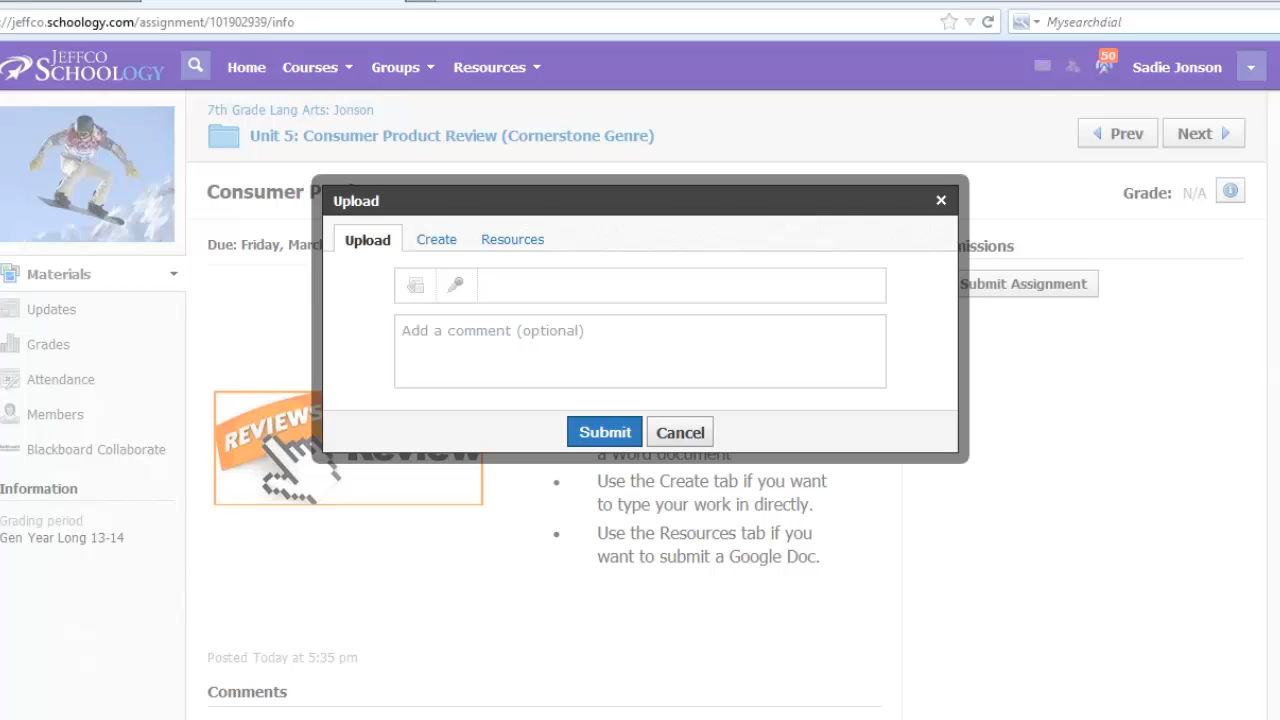 //jeffco.schoology.com/assignment/101902939/info
Mysearchdial
JEFFCO
SCHOOLOGY
Home
Courses
Groups
Resources
50
Sadie Jonson
7th Grade Lang Arts: Jonson
Unit 5: Consumer Product Review (Cornerstone Genre)
Prev
Next
Consumer P
Grade: N/A
Upload
Due: Friday, March
Upload
Create
Resources
missions
Submit Assignment
Materials
Updates
Grades
Attendance
Members
Blackboard Collaborate
Information
Grading period
Gen Year Long 13-14
Add a comment (optional)
Submit
Cancel
REVIEWS
Review
a Word document
• Use the Create tab if you want
to type your work in directly.
• Use the Resources tab if you
want to submit a Google Doc.
Posted Today at 5:35 pm
Comments